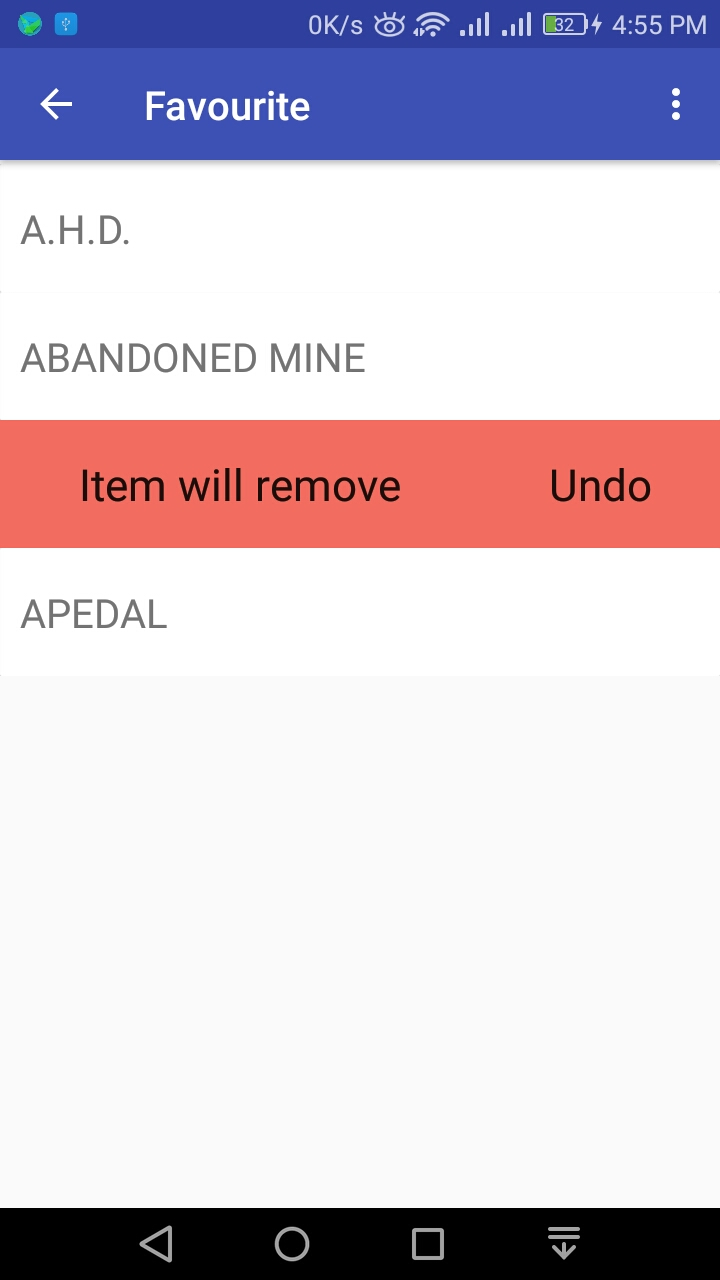 0K/s 32 4:55 PM
Favourite
A.H.D.
ABANDONED MINE
Item will remove Undo
APEDAL